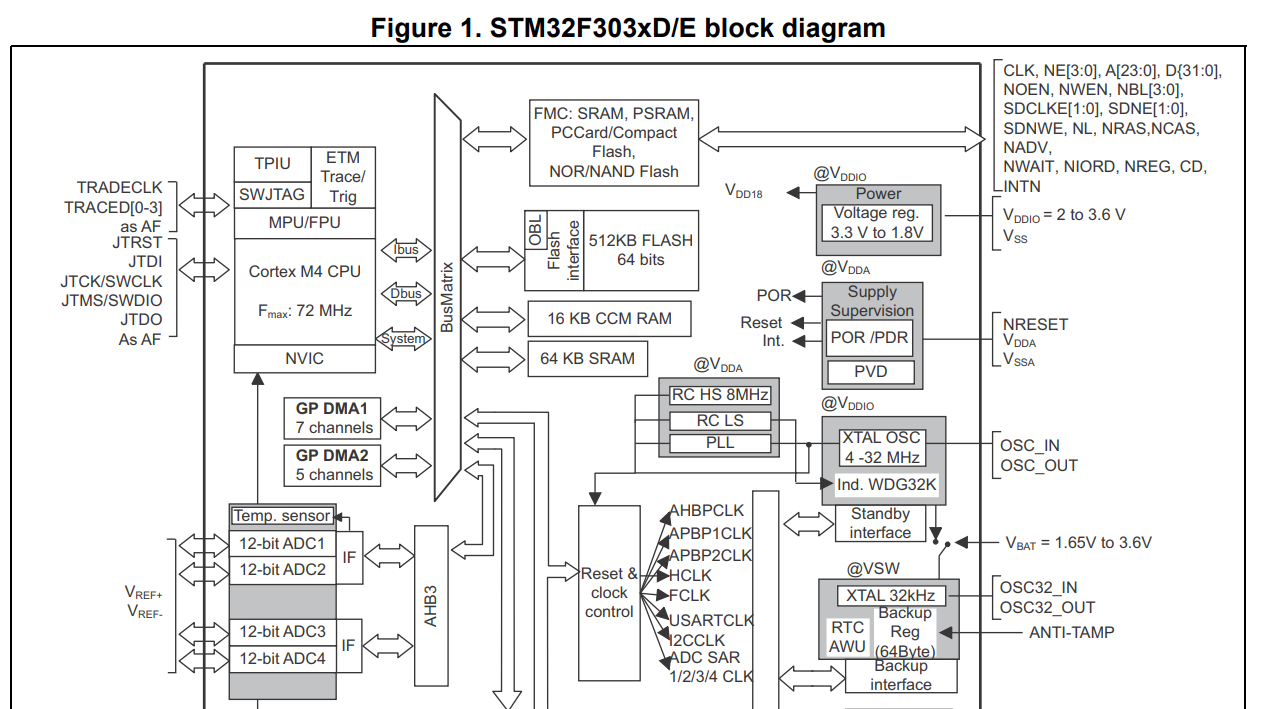 Figure 1. STM32F303xD/E block diagram
TPIU
SWJTAG
ETM
Trace/
Trig
MPU/FPU
Cortex M4 CPU
Fmax: 72 MHz
NVIC
TRADECLK
TRACED[0-3]
as AF
JTRST
JTDI
JTCK/SWCLK
JTMS/SWDIO
JTDO
As AF
Ibus
Dbus
System
BusMatrix
FMC: SRAM, PSRAM,
PCCard/Compact
Flash,
NOR/NAND Flash
CLK, NE[3:0], A[23:0], D{31:0],
NOEN, NWEN, NBL[3:0],
SDCLKE[1:0], SDNE[1:0],
SDNWE, NL, NRAS,NCAS,
NADV,
NWAIT, NIORD, NREG, CD,
INTN
OBL
Flash
interface
512KB FLASH
64 bits
16 KB CCM RAM
64 KB SRAM
@VDDIO
Power
VDD18
Voltage reg.
3.3 V to 1.8V
VDDIO = 2 to 3.6 V
VSS
@VDDA
Supply
Supervision
POR
Reset
Int.
POR /PDR
PVD
NRESET
VDDA
VSSA
@VDDA
RC HS 8MHz
RC LS
PLL
@VDDIO
XTAL OSC
4 -32 MHz
Ind. WDG32K
OSC_IN
OSC_OUT
Standby
interface
VBAT = 1.65V to 3.6V
@VSW
XTAL 32kHz
OSC32_IN
OSC32_OUT
RTC
AWU
Backup
Reg
(64Byte)
ANTI-TAMP
Backup
interface
GP DMA1
7 channels
GP DMA2
5 channels
Temp. sensor
12-bit ADC1
12-bit ADC2
IF
12-bit ADC3
12-bit ADC4
IF
VREF+
VREF-
AHB3
Reset &
clock
control
AHBPCLK
APBP1CLK
APBP2CLK
HCLK
FCLK
USARTCLK
I2CCLK
ADC SAR
1/2/3/4 CLK